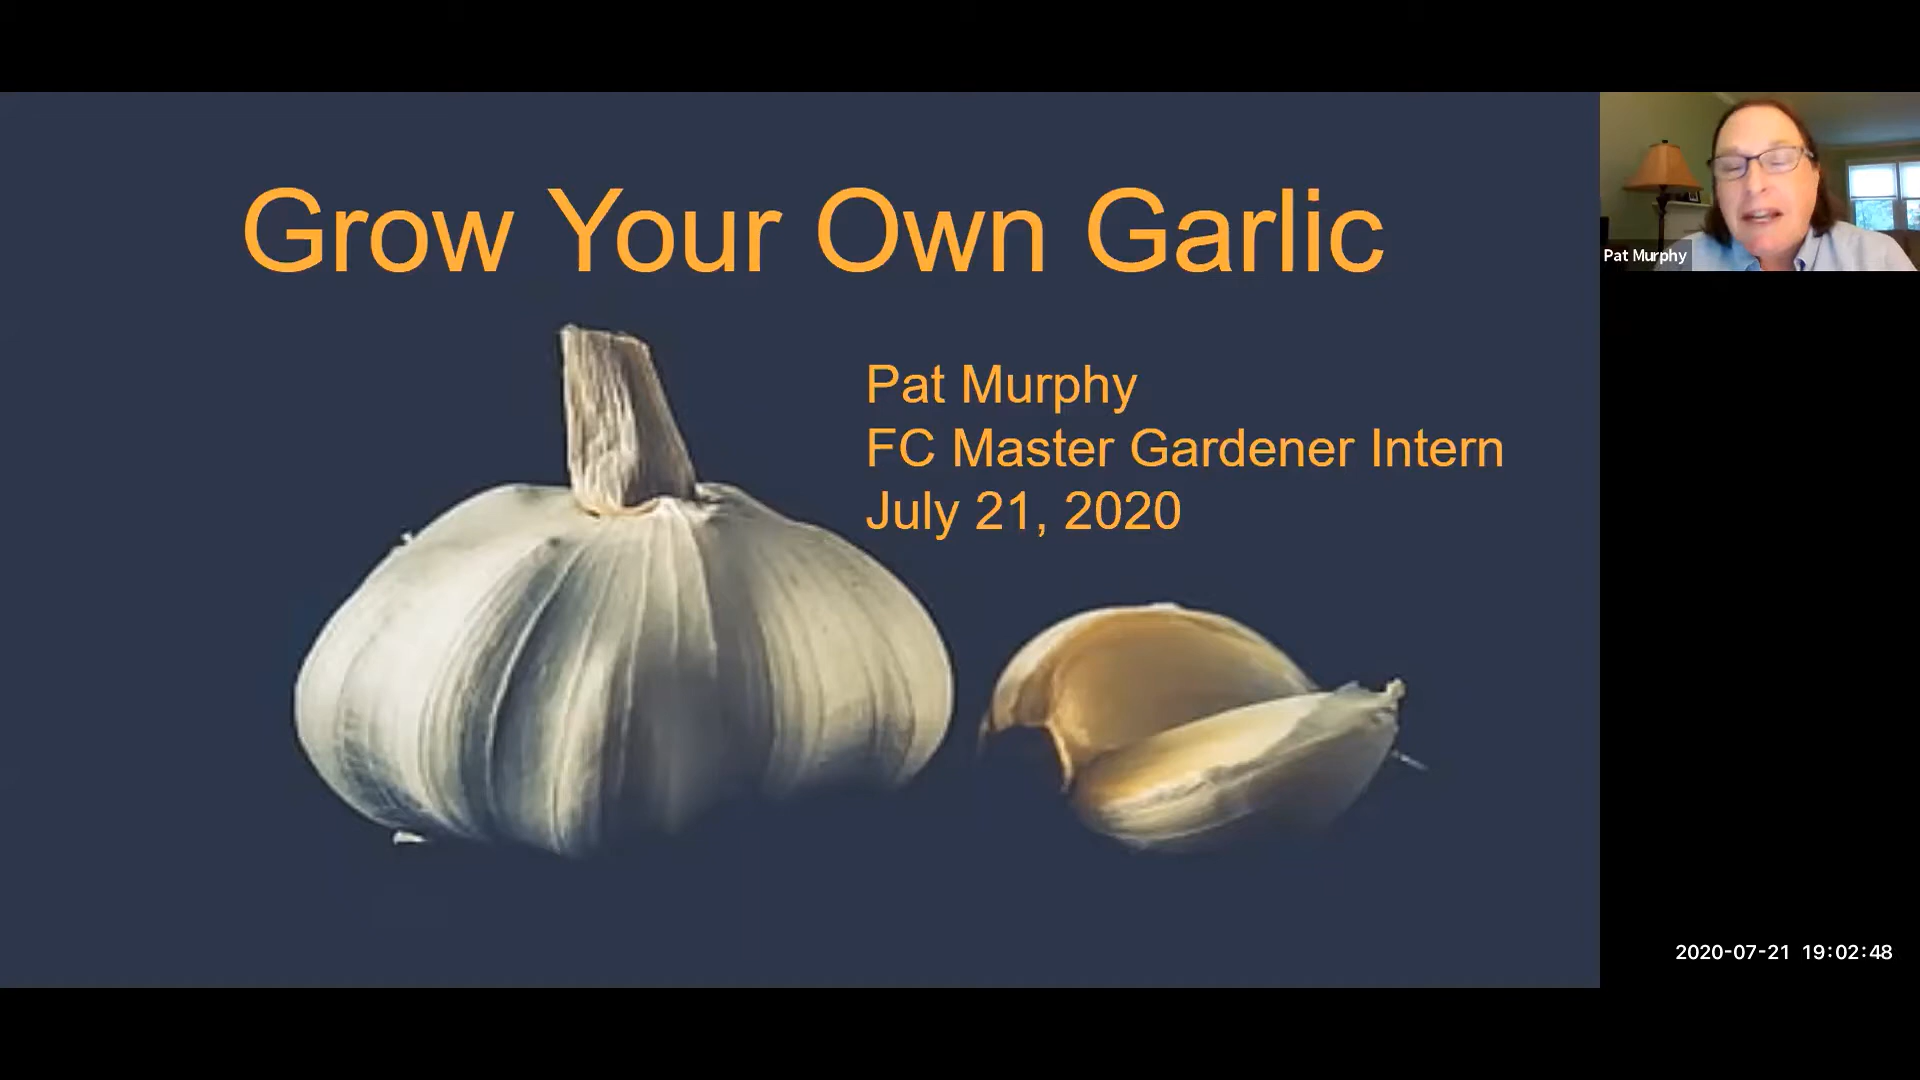 Grow Your Own Garlic
Pat Murphy
FC Master Gardener Intern
July 21, 2020
Pat Murphy
2020-07-21 19:02:48